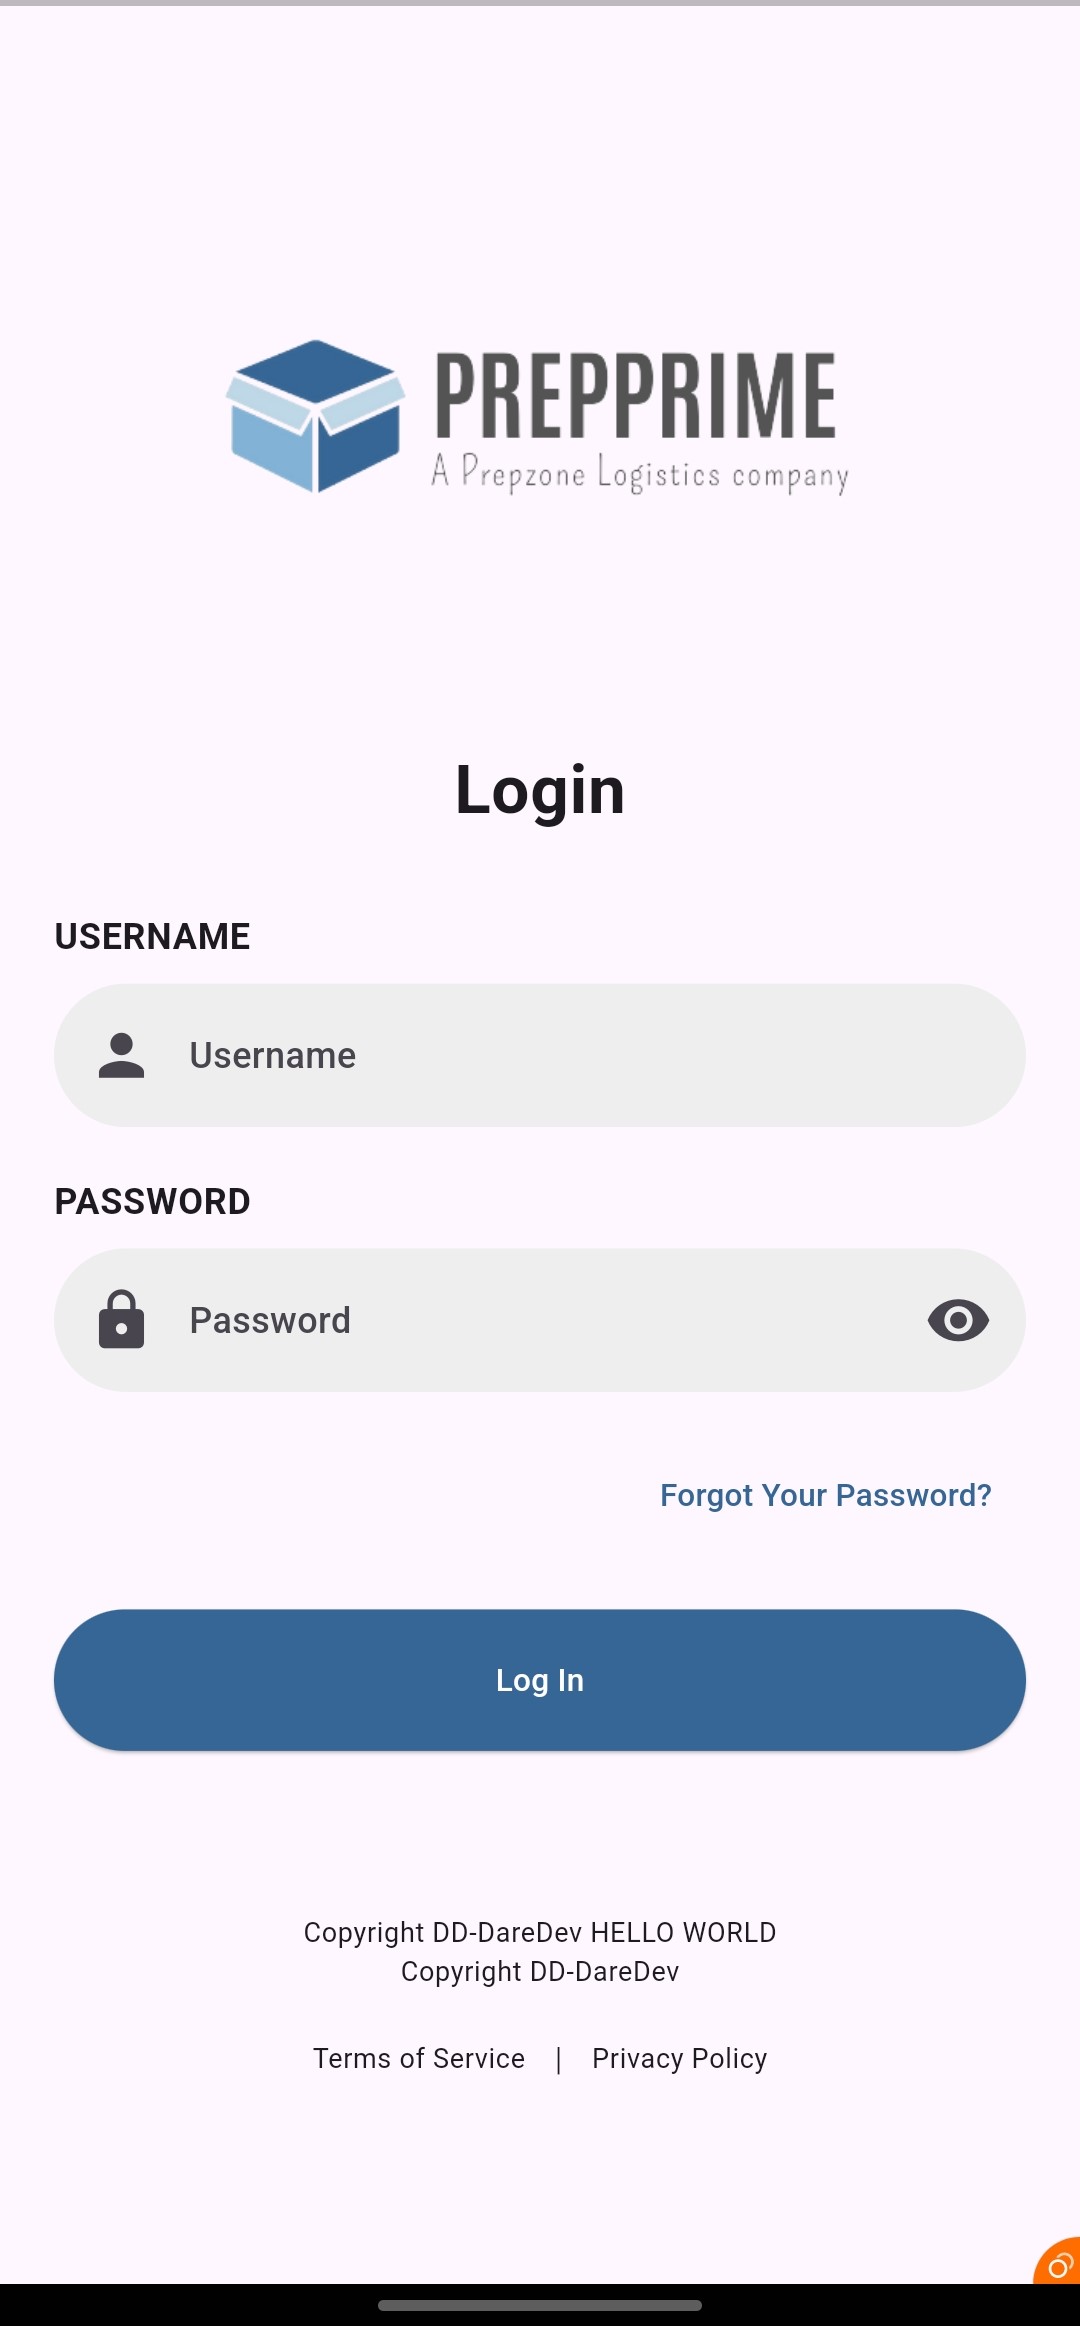 PREPPRIME
A Prepzone Logistics company
Login
USERNAME
Username
PASSWORD
Password
Forgot Your Password?
Log In
Copyright DD-DareDev HELLO WORLD
Copyright DD-DareDev
Terms of Service | Privacy Policy